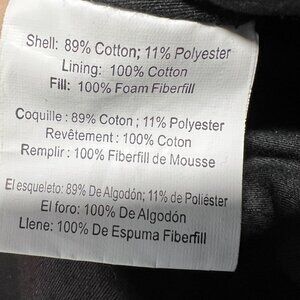 Shell: 89% Cotton; 11% Polyester
Lining: 100% Cotton
Fill: 100% Foam Fiberfill
Coquille : 89% Coton ; 11% Polyester
Revêtement : 100% Coton
Remplir : 100% Fiberfill de Mousse
El esqueleto: 89% De Algodón; 11% de Poliéster
El foro: 100% De Algodón
Llene: 100% De Espuma Fiberfill